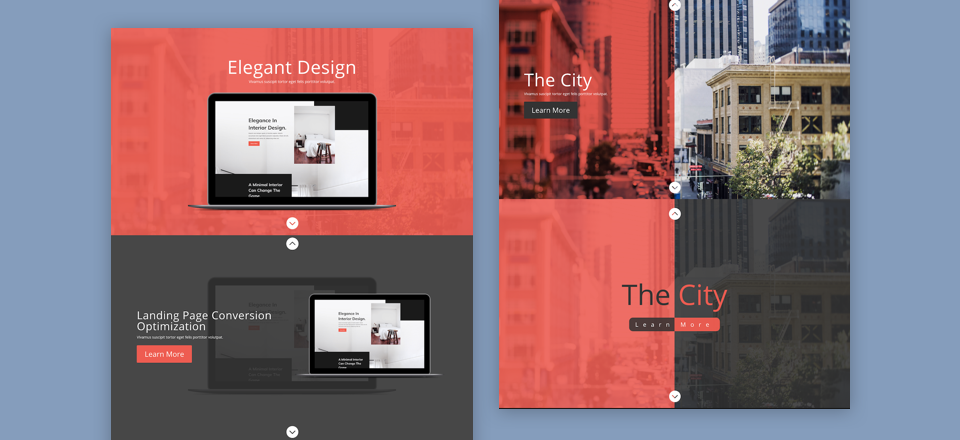 Elegant Design
Vivamus suscipit tortor eget felis porttitor volutpat.
Elegance In
Interior Design.
A Minimal Interior
Can Change The
Game
Landing Page Conversion
Optimization
Vivamus suscipit tortor eget felis porttitor volutpat.
Learn More
Elegance In
Interior Design.
A Minimal Interior
Can Change The
Game.
The City
Vivamus suscipit tortor eget felis porttitor volutpat.
Learn More
The City
Learn More